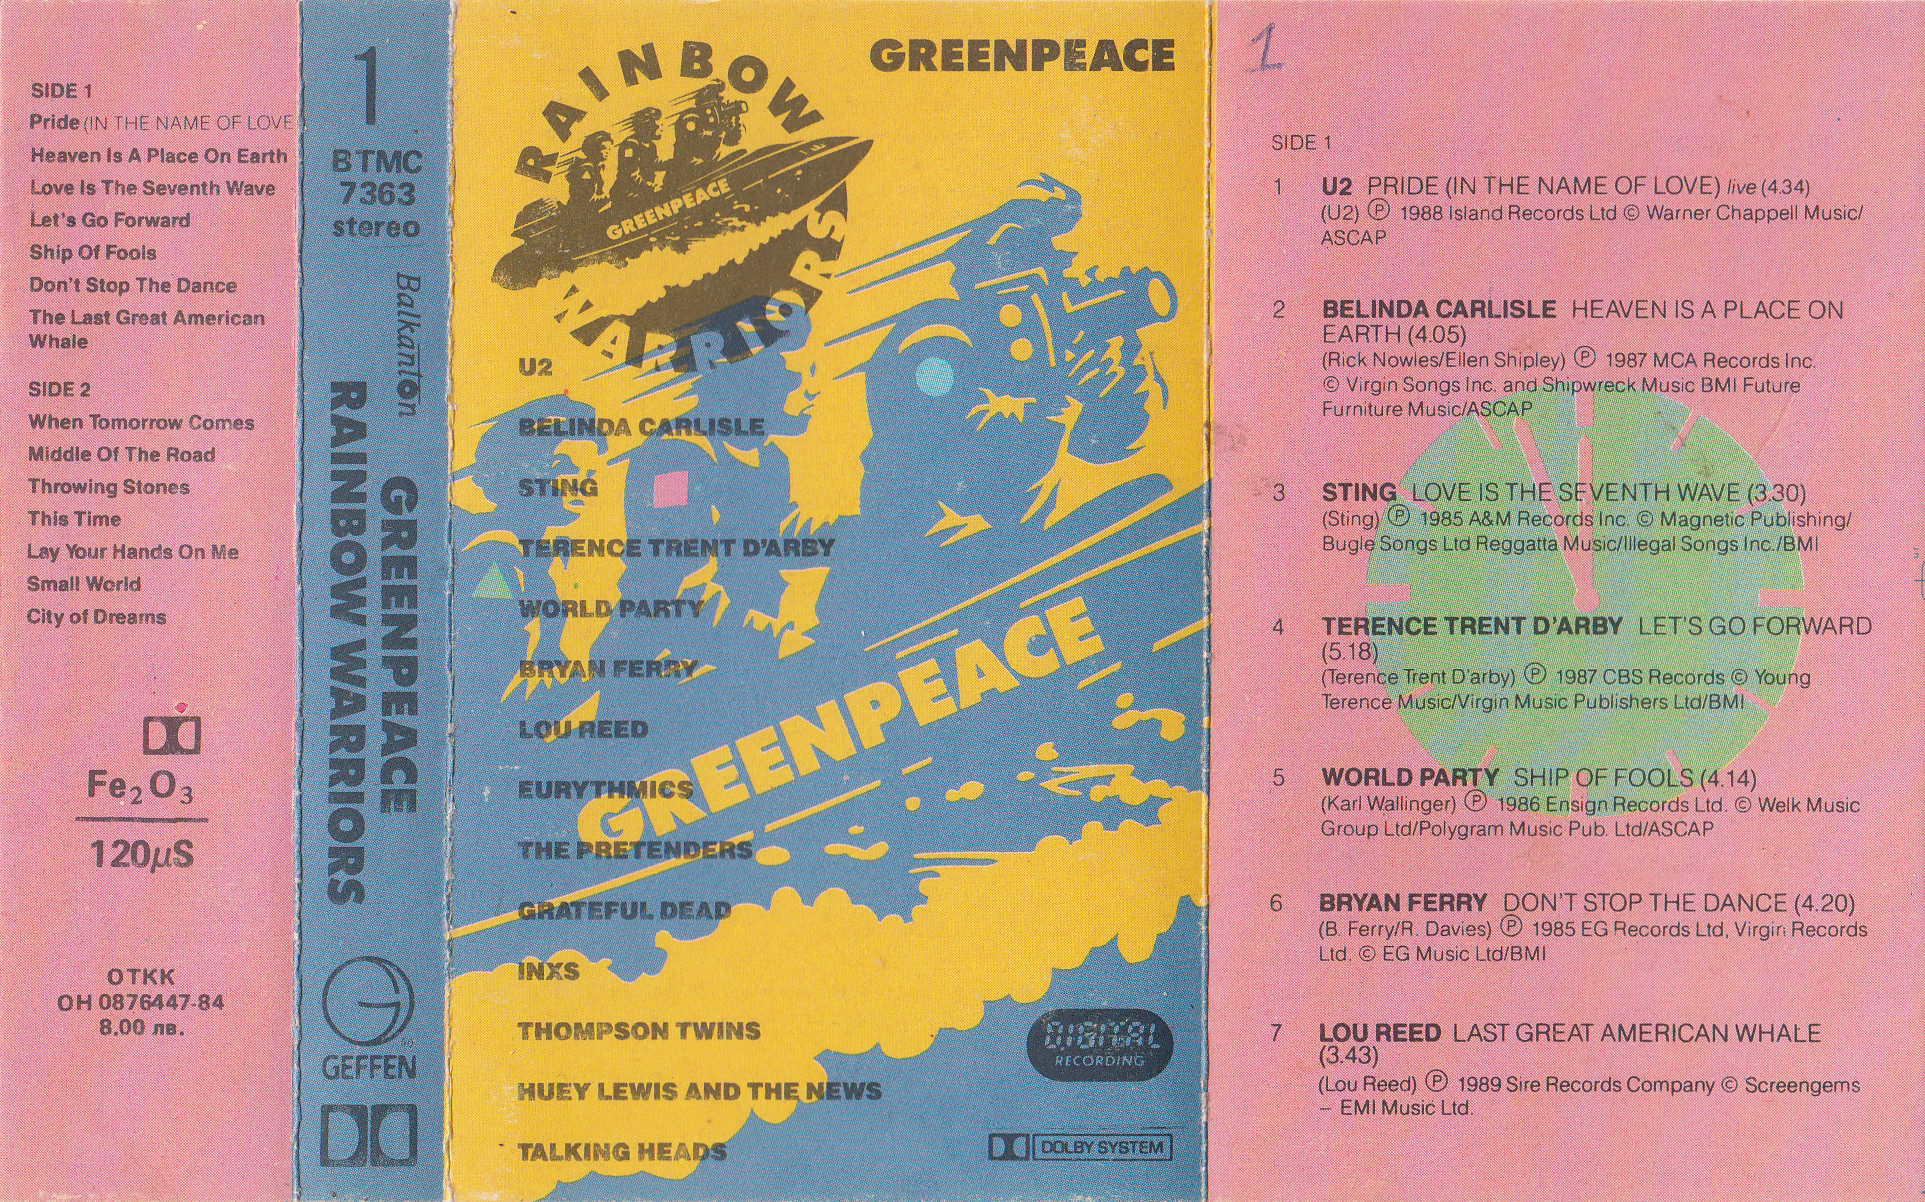 SIDE 1
Pride (IN THE NAME OF LOVE
Heaven Is A Place On Earth
Love Is The Seventh Wave
Let's Go Forward
Ship Of Fools
Don't Stop The Dance
The Last Great American
Whale
SIDE 2
When Tomorrow Comes
Middle Of The Road
Throwing Stones
This Time
Lay Your Hands On Me
Small World
City of Dreams
Fe2O3
120µS
ОТКК
ОН 0876447-84
8.00 лв.
1
BTMC
7363
stereo
Balkanton
GREENPEACE
RAINBOW WARRIORS
GEFFEN
GREENPEACE
RAINBOW
GREENPEACE
WARRIORS
U2
BELINDA CARLISLE
STING
TERENCE TRENT D'ARBY
WORLD PARTY
BRYAN FERRY
LOU REED
EURYTHMICS
THE PRETENDERS
GRATEFUL DEAD
INXS
THOMPSON TWINS
HUEY LEWIS AND THE NEWS
TALKING HEADS
GREENPEACE
DIGITAL
RECORDING
DOLBY SYSTEM
1
SIDE 1
1 U2 PRIDE (IN THE NAME OF LOVE) live (4.34)
(U2) Ⓟ 1988 Island Records Ltd © Warner Chappell Music/
ASCAP
2 BELINDA CARLISLE HEAVEN IS A PLACE ON
EARTH (4.05)
(Rick Nowles/Ellen Shipley) Ⓟ 1987 MCA Records Inc.
© Virgin Songs Inc. and Shipwreck Music BMI Future
Furniture Music/ASCAP
3 STING LOVE IS THE SEVENTH WAVE (3.30)
(Sting) Ⓟ 1985 A&M Records Inc. © Magnetic Publishing/
Bugle Songs Ltd Reggatta Music/Illegal Songs Inc./BMI
4 TERENCE TRENT D'ARBY LET'S GO FORWARD
(5.18)
(Terence Trent D'arby) Ⓟ 1987 CBS Records © Young
Terence Music/Virgin Music Publishers Ltd/BMI
5 WORLD PARTY SHIP OF FOOLS (4.14)
(Karl Wallinger) Ⓟ 1986 Ensign Records Ltd. © Welk Music
Group Ltd/Polygram Music Pub. Ltd/ASCAP
6 BRYAN FERRY DON'T STOP THE DANCE (4.20)
(B. Ferry/R. Davies) Ⓟ 1985 EG Records Ltd, Virgin Records
Ltd. © EG Music Ltd/BMI
7 LOU REED LAST GREAT AMERICAN WHALE
(3.43)
(Lou Reed) Ⓟ 1989 Sire Records Company © Screengems
– EMI Music Ltd.